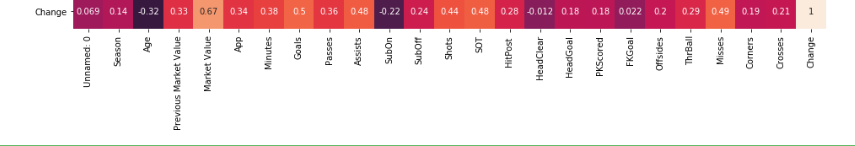 Change 0.069 0.14 -0.32 0.33 0.67 0.34 0.38 0.5 0.36 0.48 -0.22 0.24 0.44 0.48 0.28 -0.012 0.18 0.18 0.022 0.2 0.29 0.49 0.19 0.21 1
Unnamed: 0
Season
Age
Previous Market Value
Market Value
App
Minutes
Goals
Passes
Assists
SubOn
SubOff
Shots
SOT
HitPost
HeadClear
HeadGoal
PKScored
FKGoal
Offsides
ThrBall
Misses
Corners
Crosses
Change